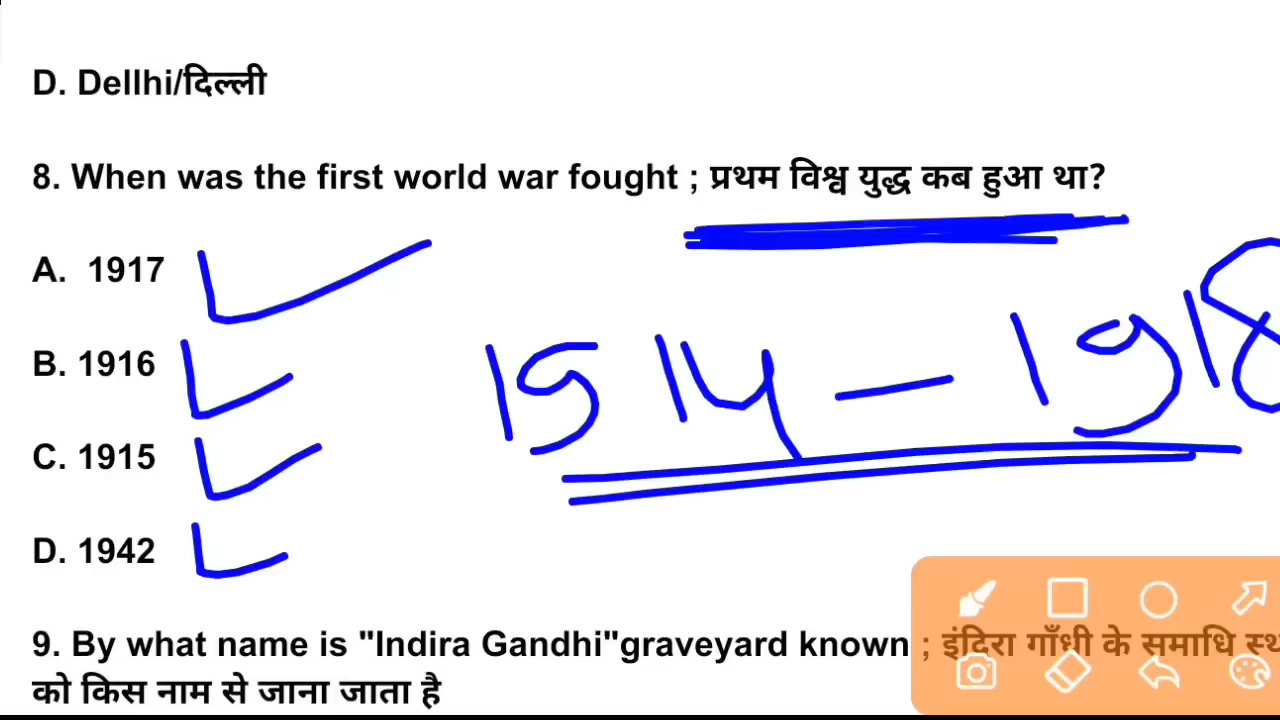 D. Dellhi/दिल्ली
8. When was the first world war fought ; प्रथम विश्व युद्ध कब हुआ था?
A. 1917
B. 1916
C. 1915
D. 1942
1914 – 1918
9. By what name is "Indira Gandhi"graveyard known ; इंदिरा गाँधी के समाधि
को किस नाम से जाना जाता है